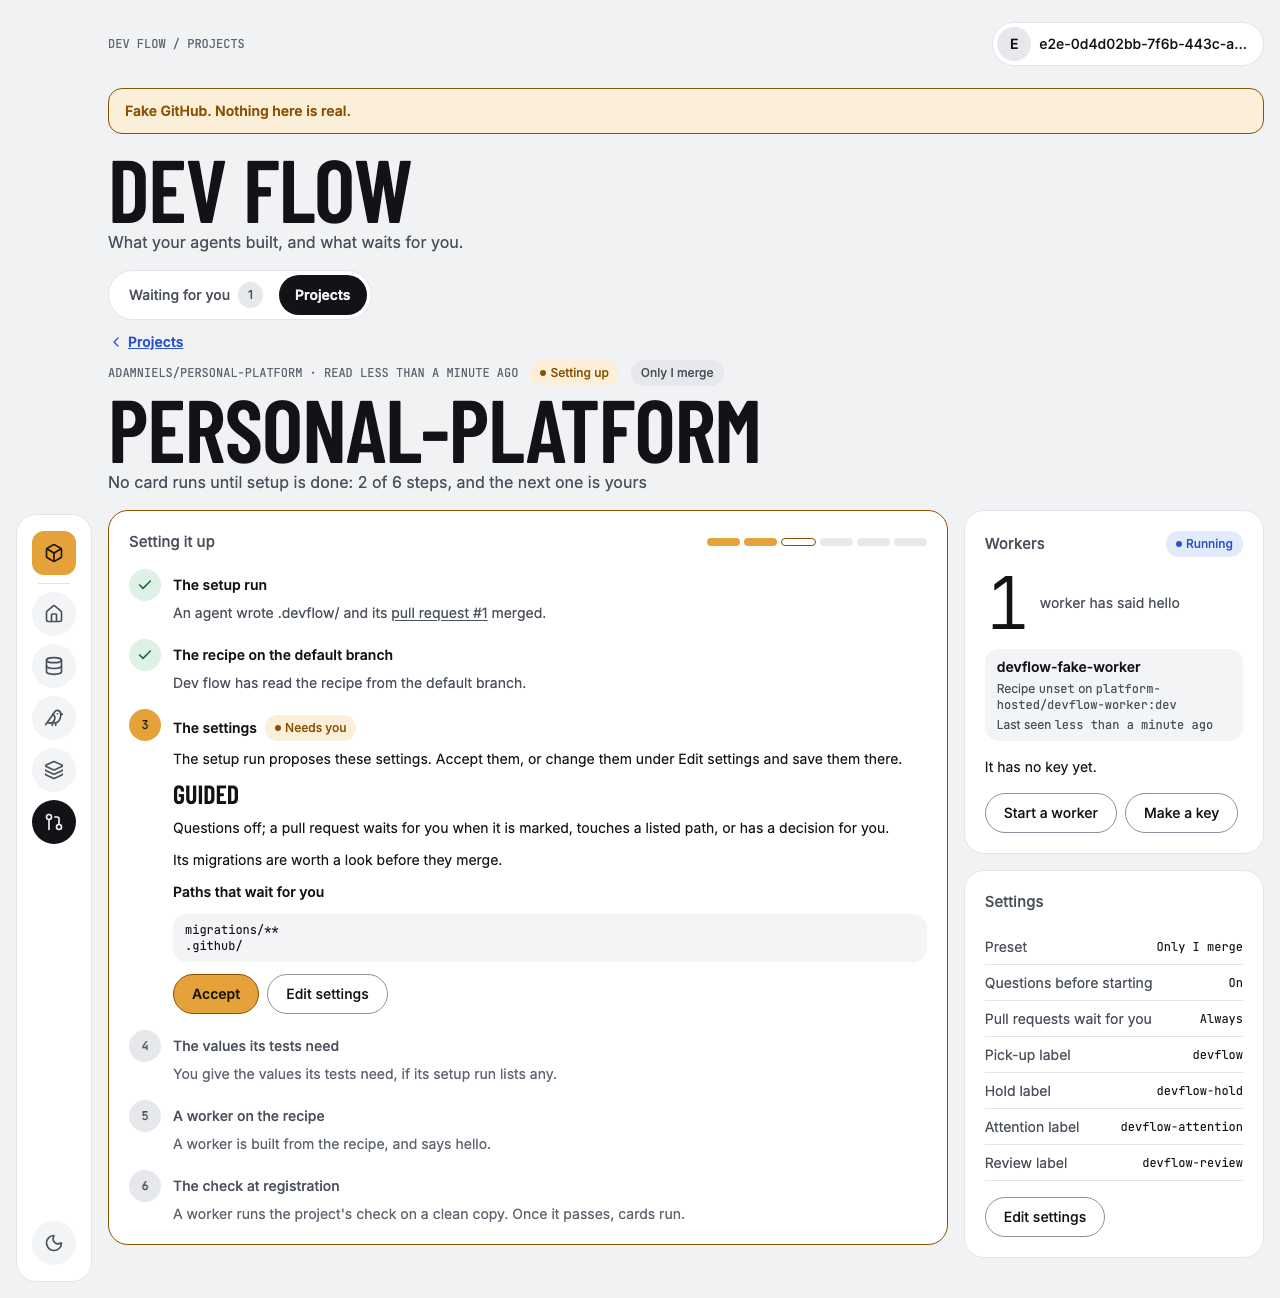 DEV FLOW / PROJECTS
E
e2e-0d4d02bb-7f6b-443c-a...
Fake GitHub. Nothing here is real.
DEV FLOW
What your agents built, and what waits for you.
Waiting for you 1
Projects
Projects
ADAMNIELS/PERSONAL-PLATFORM · READ LESS THAN A MINUTE AGO
Setting up
Only I merge
PERSONAL-PLATFORM
No card runs until setup is done: 2 of 6 steps, and the next one is yours
Setting it up
The setup run
An agent wrote .devflow/ and its pull request #1 merged.
The recipe on the default branch
Dev flow has read the recipe from the default branch.
3
The settings
Needs you
The setup run proposes these settings. Accept them, or change them under Edit settings and save them there.
GUIDED
Questions off; a pull request waits for you when it is marked, touches a listed path, or has a decision for you.
Its migrations are worth a look before they merge.
Paths that wait for you
migrations/**
.github/
Accept
Edit settings
4
The values its tests need
You give the values its tests need, if its setup run lists any.
5
A worker on the recipe
A worker is built from the recipe, and says hello.
6
The check at registration
A worker runs the project's check on a clean copy. Once it passes, cards run.
Workers
Running
1 worker has said hello
devflow-fake-worker
Recipe unset on platform-
hosted/devflow-worker:dev
Last seen less than a minute ago
It has no key yet.
Start a worker
Make a key
Settings
Preset Only I merge
Questions before starting On
Pull requests wait for you Always
Pick-up label devflow
Hold label devflow-hold
Attention label devflow-attention
Review label devflow-review
Edit settings